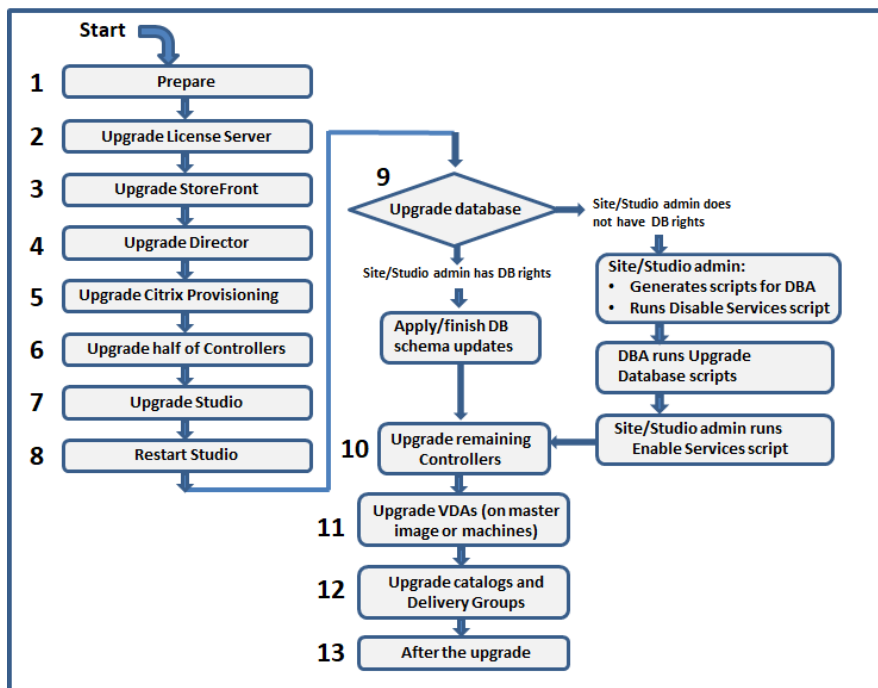 Start
1
Prepare
2
Upgrade License Server
3
Upgrade StoreFront
4
Upgrade Director
5
Upgrade Citrix Provisioning
6
Upgrade half of Controllers
7
Upgrade Studio
8
Restart Studio
9
Upgrade database
Site/Studio admin does
not have DB rights
Site/Studio admin has DB rights
Site/Studio admin:
• Generates scripts for DBA
• Runs Disable Services script
Apply/finish DB
schema updates
DBA runs Upgrade
Database scripts
Site/Studio admin runs
Enable Services script
10
Upgrade remaining
Controllers
11
Upgrade VDAs (on master
image or machines)
12
Upgrade catalogs and
Delivery Groups
13
After the upgrade